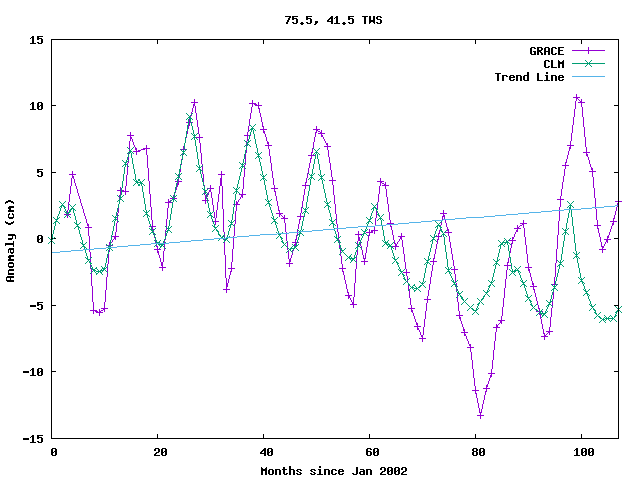 75.5, 41.5 TWS
GRACE
CLM
Trend Line
15
10
5
0
-5
-10
-15
Anomaly (cm)
0 20 40 60 80 100
Months since Jan 2002